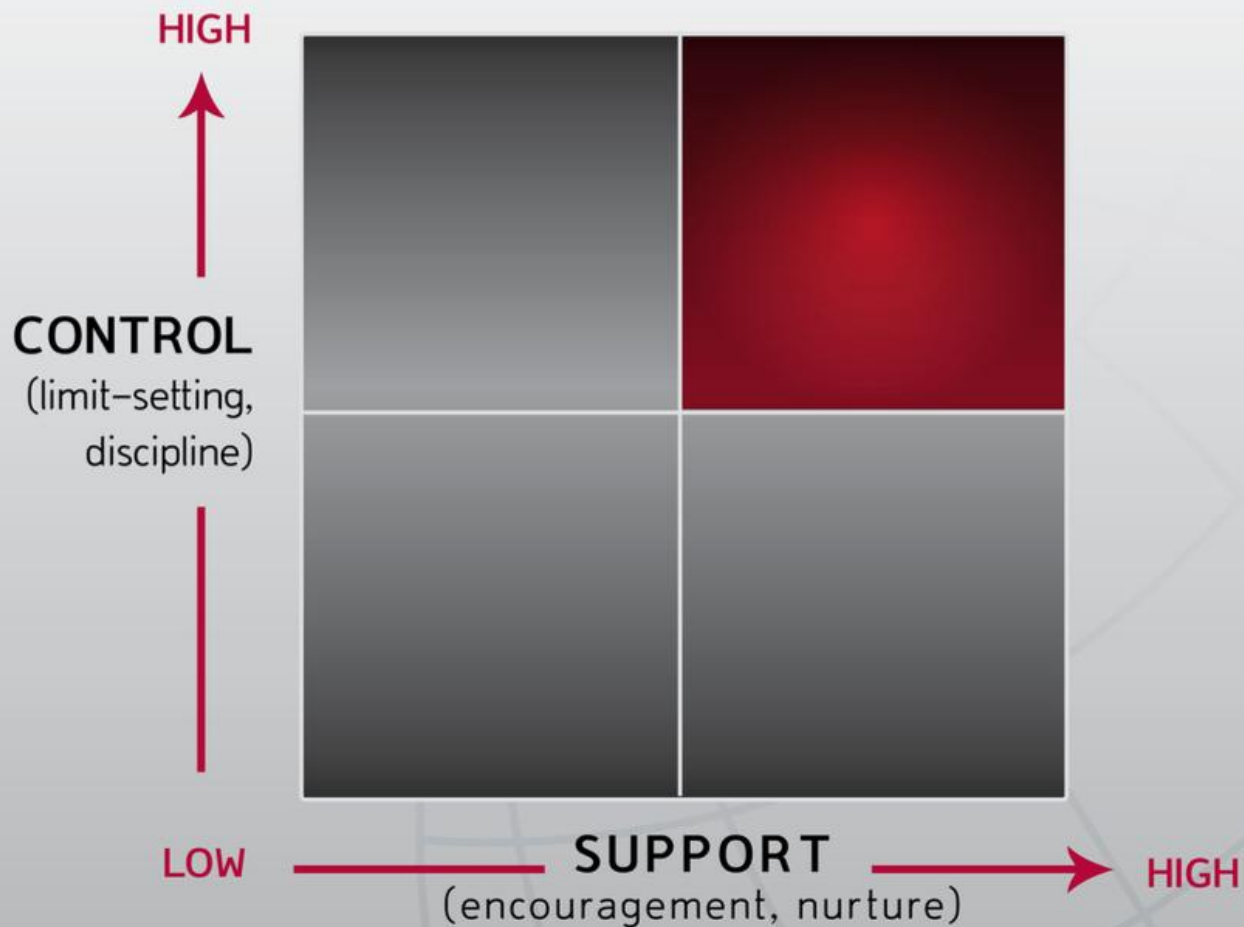 HIGH
CONTROL
(limit-setting,
discipline)
LOW
SUPPORT
(encouragement, nurture)
HIGH